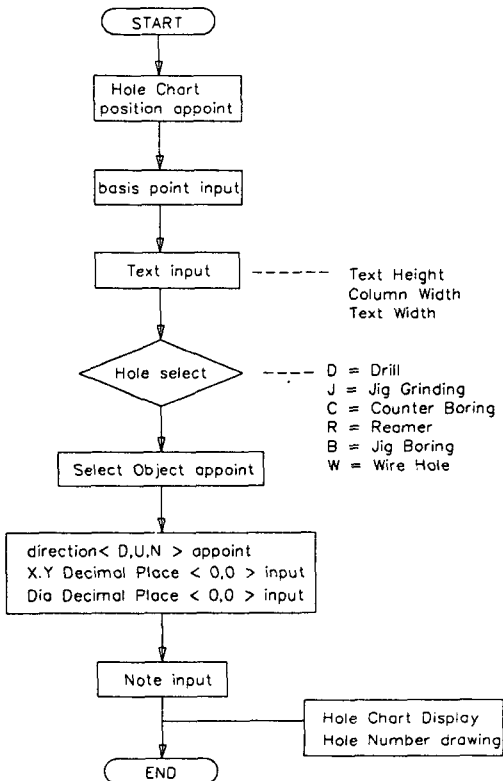 START
Hole Chart
position appoint
basis point input
Text input
Text Height
Column Width
Text Width
Hole select
D = Drill
J = Jig Grinding
C = Counter Boring
R = Reamer
B = Jig Boring
W = Wire Hole
Select Object appoint
direction< D,U,N > appoint
X.Y Decimal Place < 0,0 > input
Dia Decimal Place < 0,0 > input
Note input
Hole Chart Display
Hole Number drawing
END